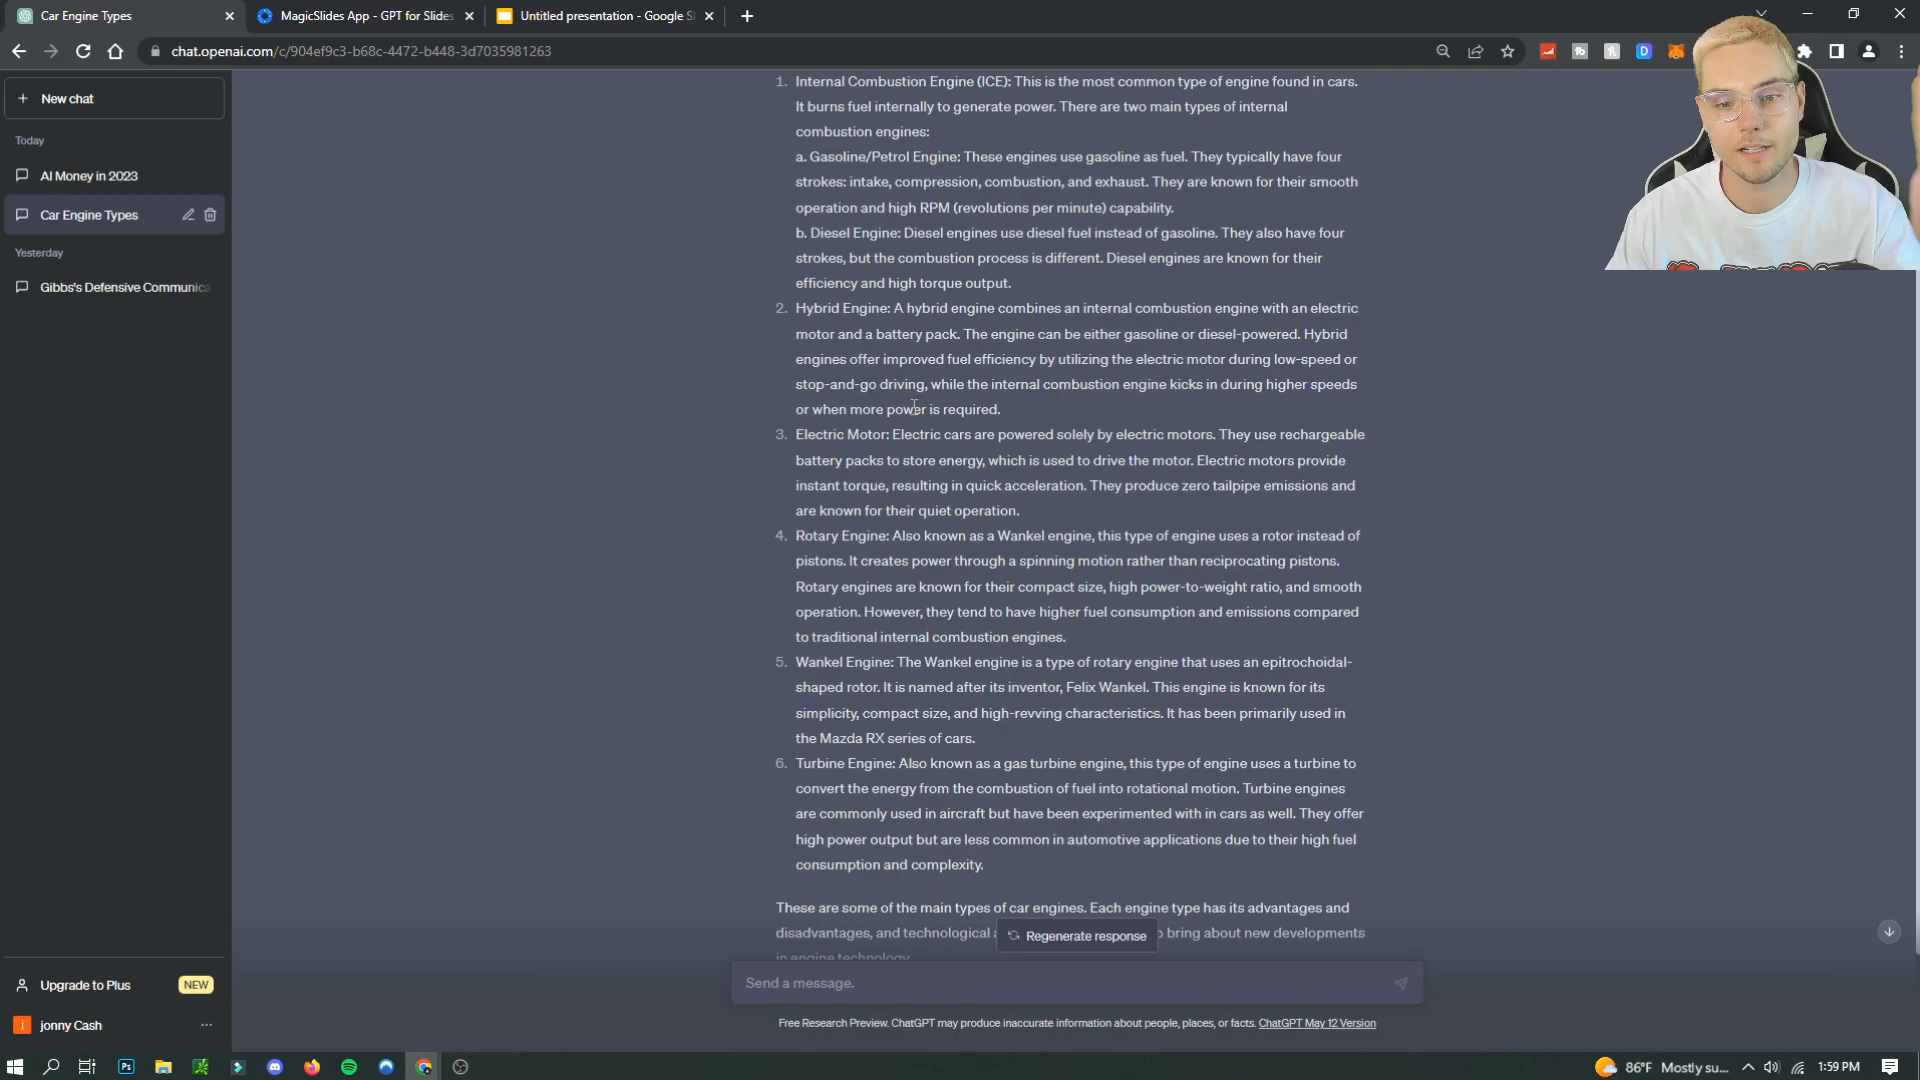 Car Engine Types
MagicSlides App - GPT for Slides
Untitled presentation - Google S
chat.openai.com/c/904ef9c3-b68c-4472-b448-3d7035981263
New chat
Today
AI Money in 2023
Car Engine Types
Yesterday
Gibbs's Defensive Communica
1. Internal Combustion Engine (ICE): This is the most common type of engine found in cars.
It burns fuel internally to generate power. There are two main types of internal
combustion engines:
a. Gasoline/Petrol Engine: These engines use gasoline as fuel. They typically have four
strokes: intake, compression, combustion, and exhaust. They are known for their smooth
operation and high RPM (revolutions per minute) capability.
b. Diesel Engine: Diesel engines use diesel fuel instead of gasoline. They also have four
strokes, but the combustion process is different. Diesel engines are known for their
efficiency and high torque output.
2. Hybrid Engine: A hybrid engine combines an internal combustion engine with an electric
motor and a battery pack. The engine can be either gasoline or diesel-powered. Hybrid
engines offer improved fuel efficiency by utilizing the electric motor during low-speed or
stop-and-go driving, while the internal combustion engine kicks in during higher speeds
or when more power is required.
3. Electric Motor: Electric cars are powered solely by electric motors. They use rechargeable
battery packs to store energy, which is used to drive the motor. Electric motors provide
instant torque, resulting in quick acceleration. They produce zero tailpipe emissions and
are known for their quiet operation.
4. Rotary Engine: Also known as a Wankel engine, this type of engine uses a rotor instead of
pistons. It creates power through a spinning motion rather than reciprocating pistons.
Rotary engines are known for their compact size, high power-to-weight ratio, and smooth
operation. However, they tend to have higher fuel consumption and emissions compared
to traditional internal combustion engines.
5. Wankel Engine: The Wankel engine is a type of rotary engine that uses an epitrochoidal-
shaped rotor. It is named after its inventor, Felix Wankel. This engine is known for its
simplicity, compact size, and high-revving characteristics. It has been primarily used in
the Mazda RX series of cars.
6. Turbine Engine: Also known as a gas turbine engine, this type of engine uses a turbine to
convert the energy from the combustion of fuel into rotational motion. Turbine engines
are commonly used in aircraft but have been experimented with in cars as well. They offer
high power output but are less common in automotive applications due to their high fuel
consumption and complexity.
These are some of the main types of car engines. Each engine type has its advantages and
disadvantages, and technological bring about new developments
in engine technology.
Regenerate response
Send a message.
Free Research Preview. ChatGPT may produce inaccurate information about people, places, or facts. ChatGPT May 12 Version
Upgrade to Plus NEW
j jonny Cash
Ps
86°F Mostly su... 1:59 PM